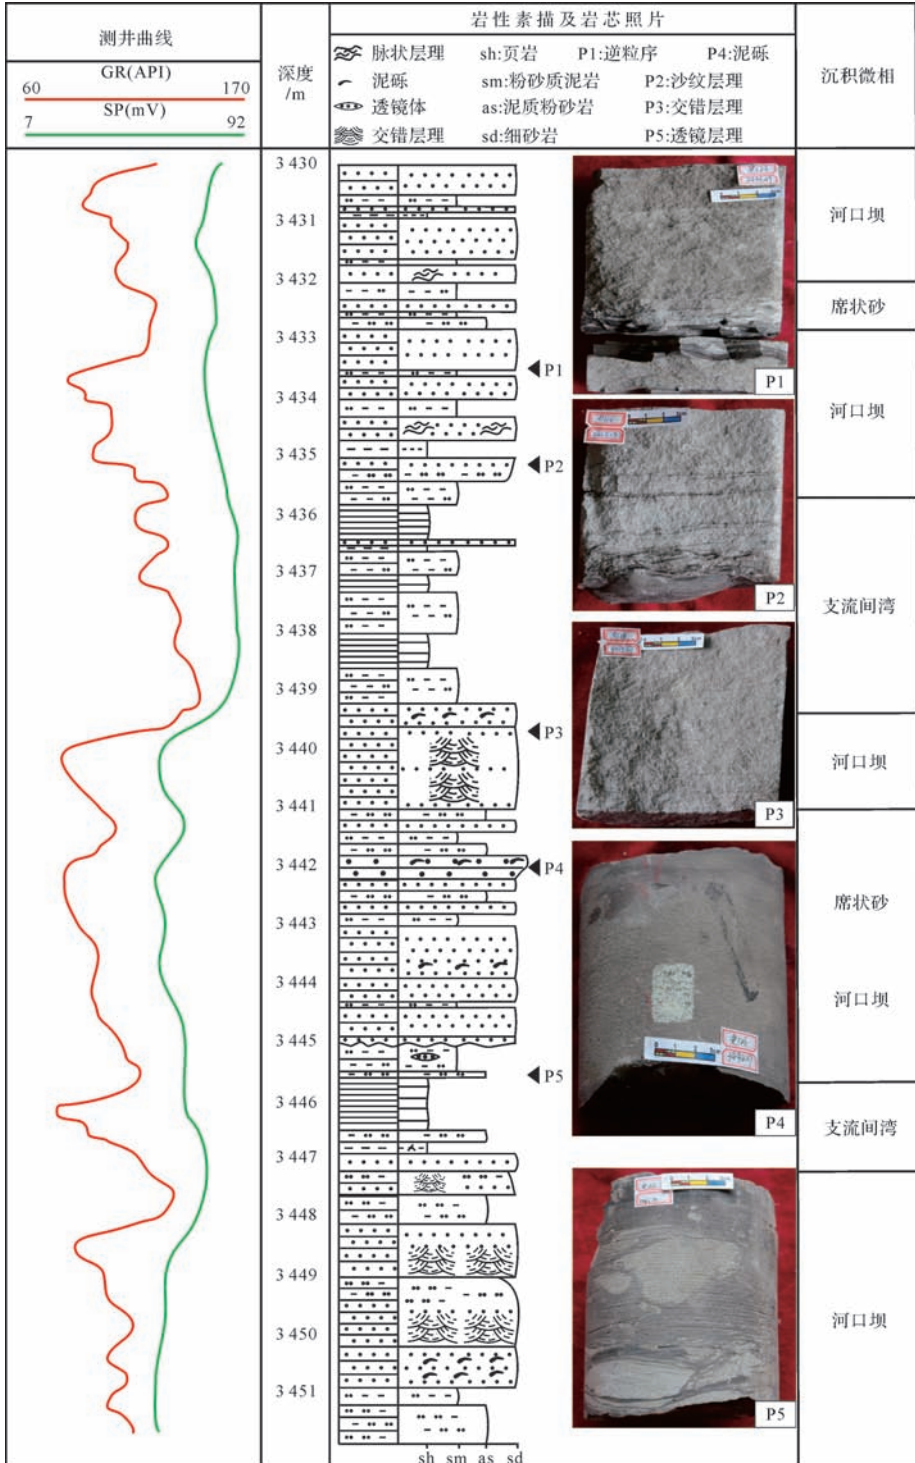 测井曲线
GR(API)
60 170
SP(mV)
7 92
深度
/m
岩性素描及岩芯照片
脉状层理 sh:页岩 P1:逆粒序 P4:泥砾
泥砾 sm:粉砂质泥岩 P2:沙纹层理
透镜体 as:泥质粉砂岩 P3:交错层理
交错层理 sd:细砂岩 P5:透镜层理
沉积微相
3 430
3 431
3 432
3 433
3 434
3 435
3 436
3 437
3 438
3 439
3 440
3 441
3 442
3 443
3 444
3 445
3 446
3 447
3 448
3 449
3 450
3 451
P1
P2
P3
P4
P5
sh sm as sd
P1
P2
P3
P4
P5
河口坝
席状砂
河口坝
支流间湾
河口坝
席状砂
河口坝
支流间湾
河口坝